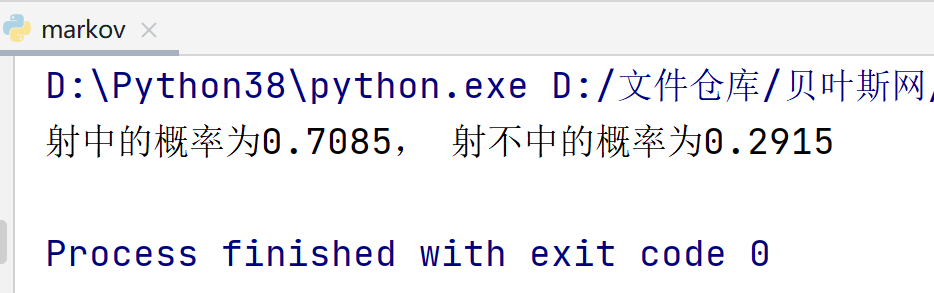 markov
D:\Python38\python.exe D:/文件仓库/贝叶斯网/
射中的概率为0.7085， 射不中的概率为0.2915
Process finished with exit code 0